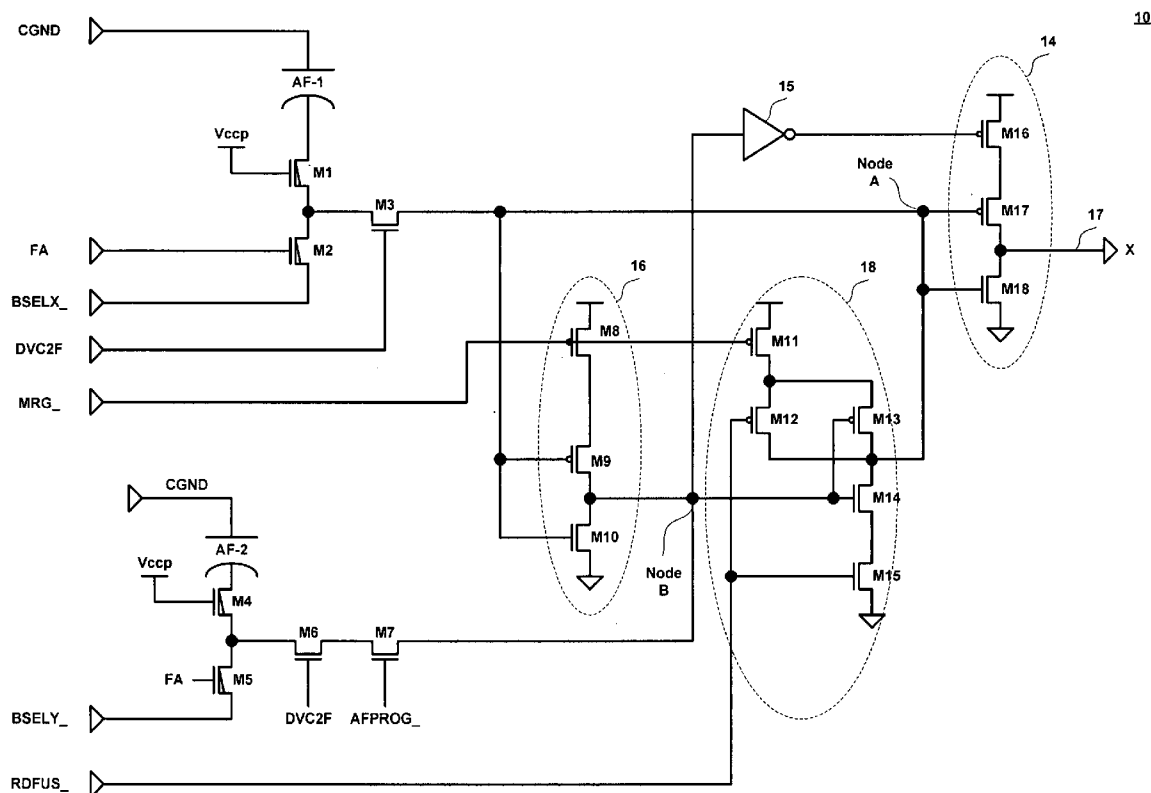 10
CGND
AF-1
Vccp
M1
M3
FA
M2
BSELX_
DVC2F
MRG_
15
14
M16
Node
A
M17
17
X
M18
16
M8
18
M11
M12
M13
M9
M14
M10
Node
B
M15
CGND
AF-2
Vccp
M4
M6
M7
FA
M5
BSELY_
DVC2F
AFPROG_
RDFUS_